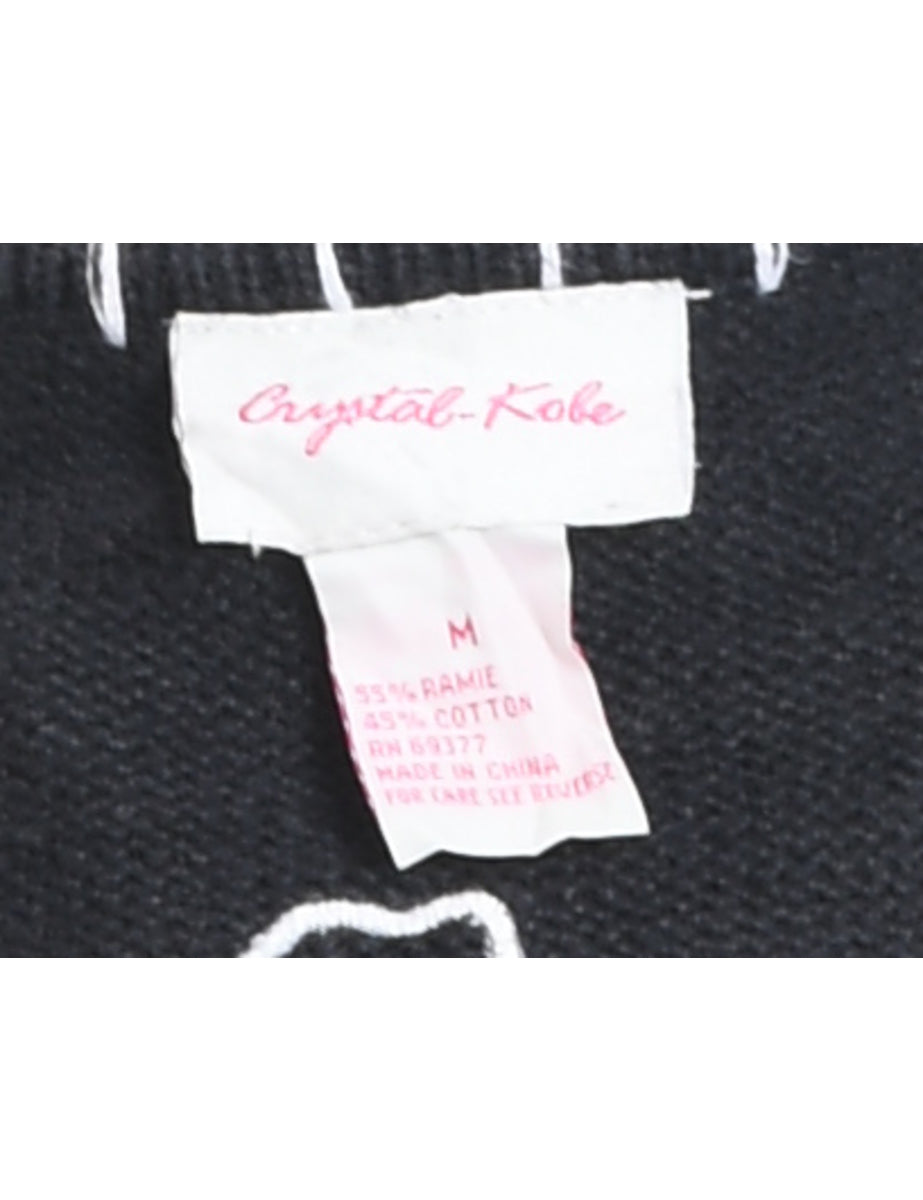 Crystal-Kobe
M
55% RAMIE
45% COTTON
RN 69377
MADE IN CHINA
FOR CARE SEE REVERSE